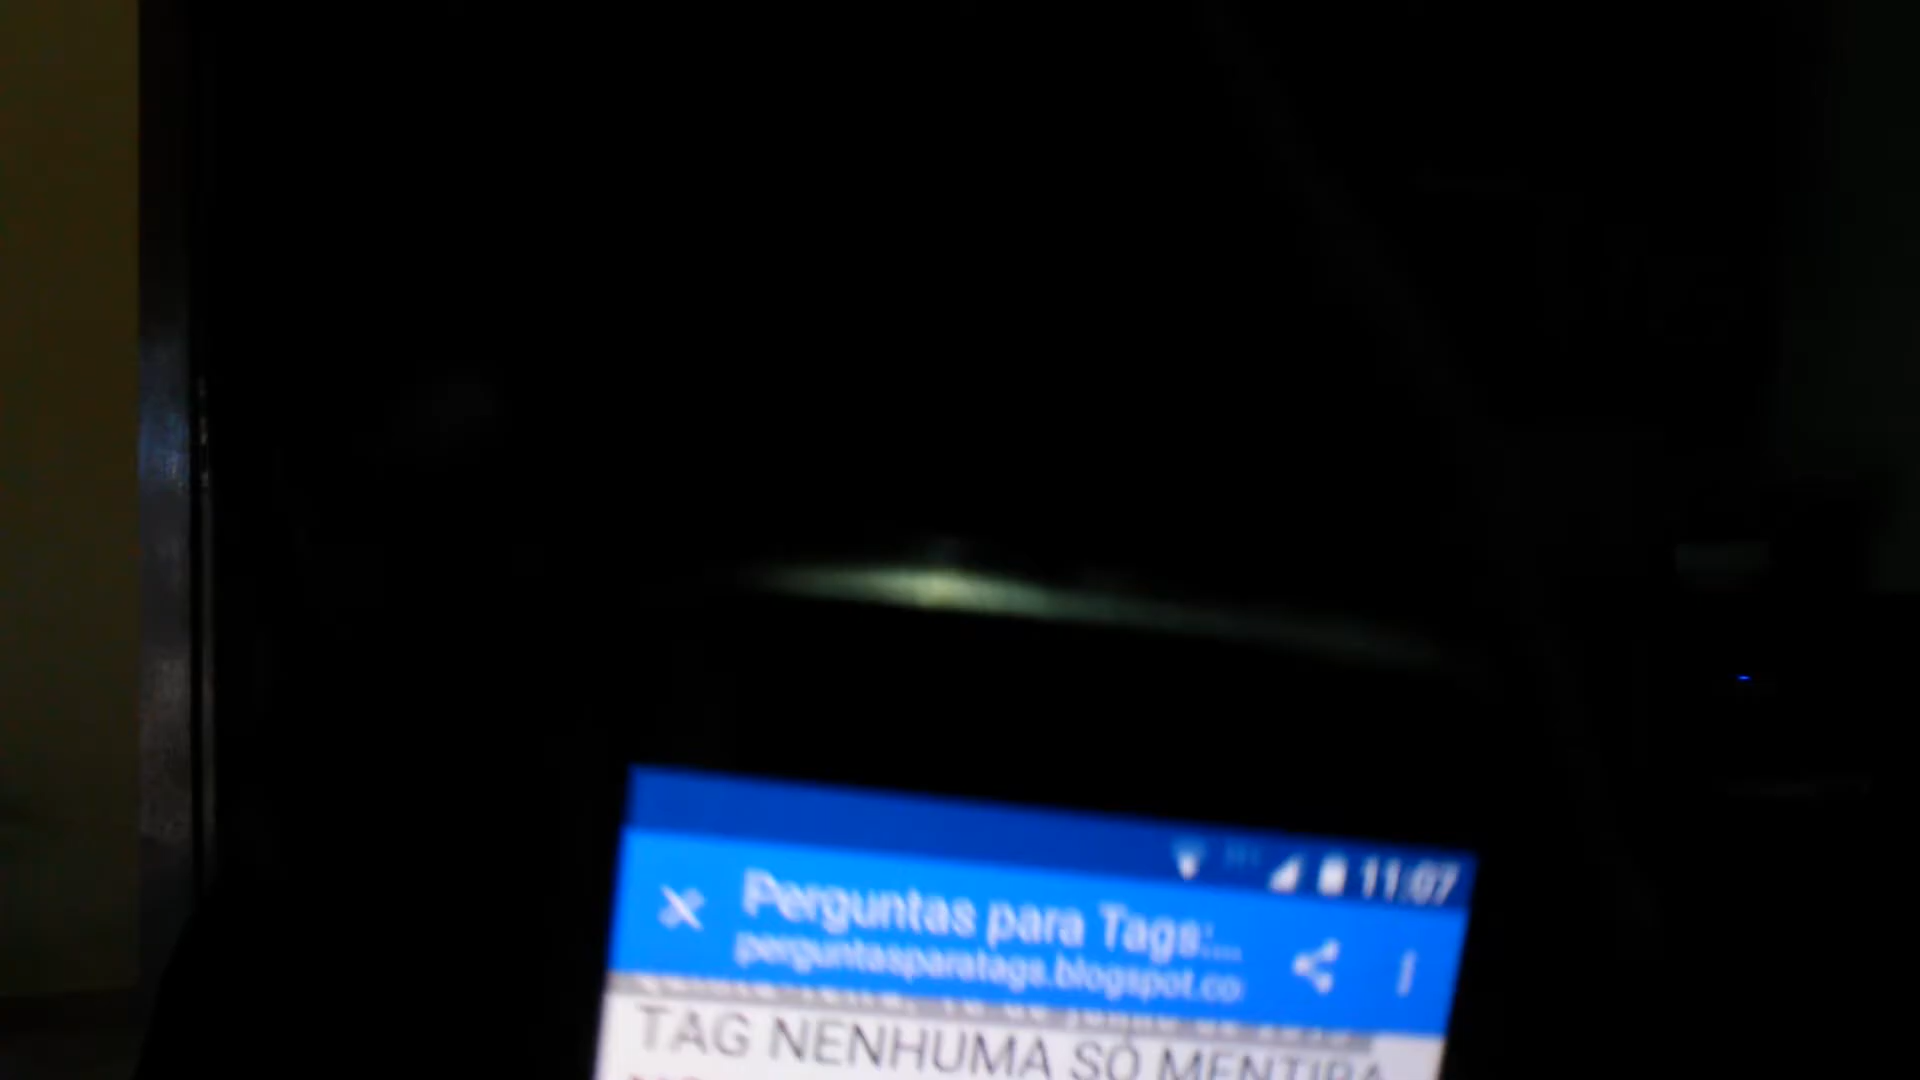 11:07
Perguntas para Tags:...
perguntasparatags.blogspot.co
TAG NENHUMA SÓ MENTIRA